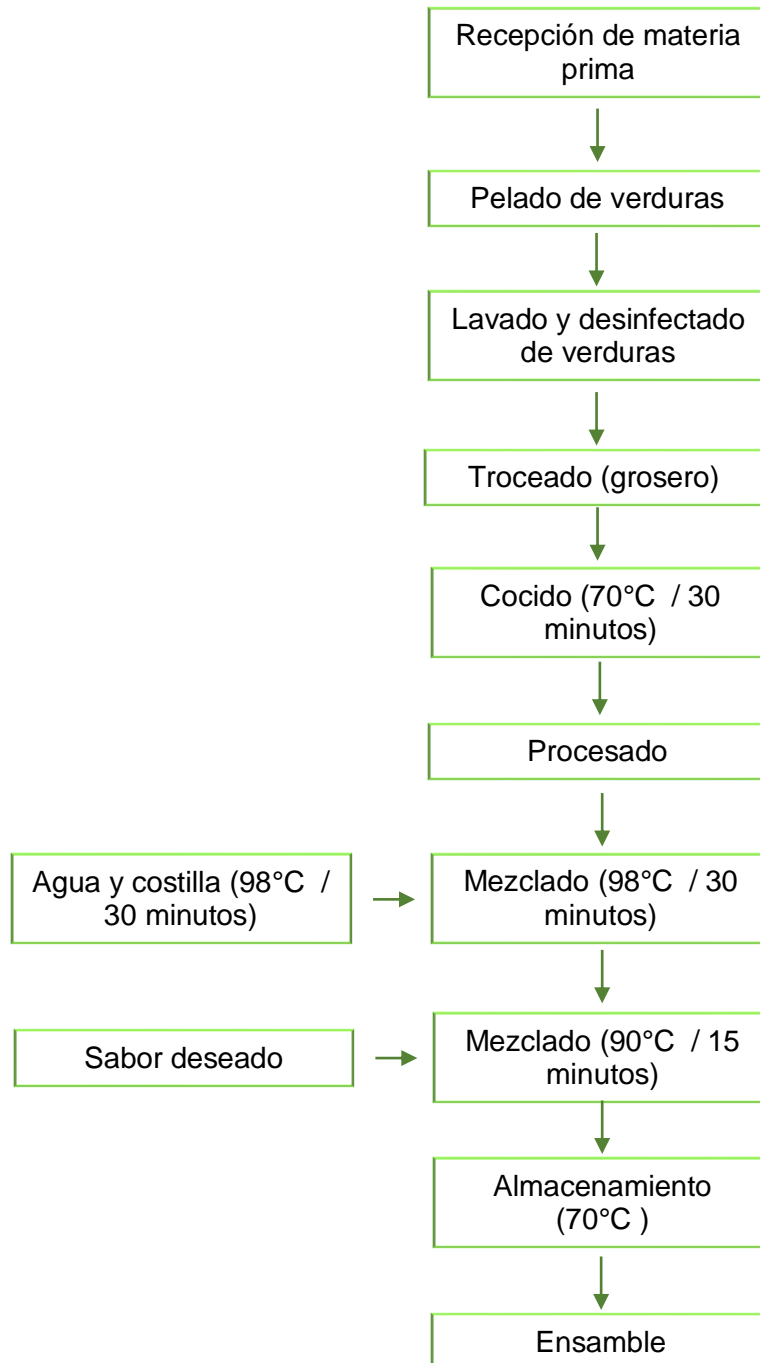 Recepción de materia
prima
Pelado de verduras
Lavado y desinfectado
de verduras
Troceado (grosero)
Cocido (70°C / 30
minutos)
Procesado
Agua y costilla (98°C /
30 minutos)
Mezclado (98°C / 30
minutos)
Sabor deseado
Mezclado (90°C / 15
minutos)
Almacenamiento
(70°C )
Ensamble